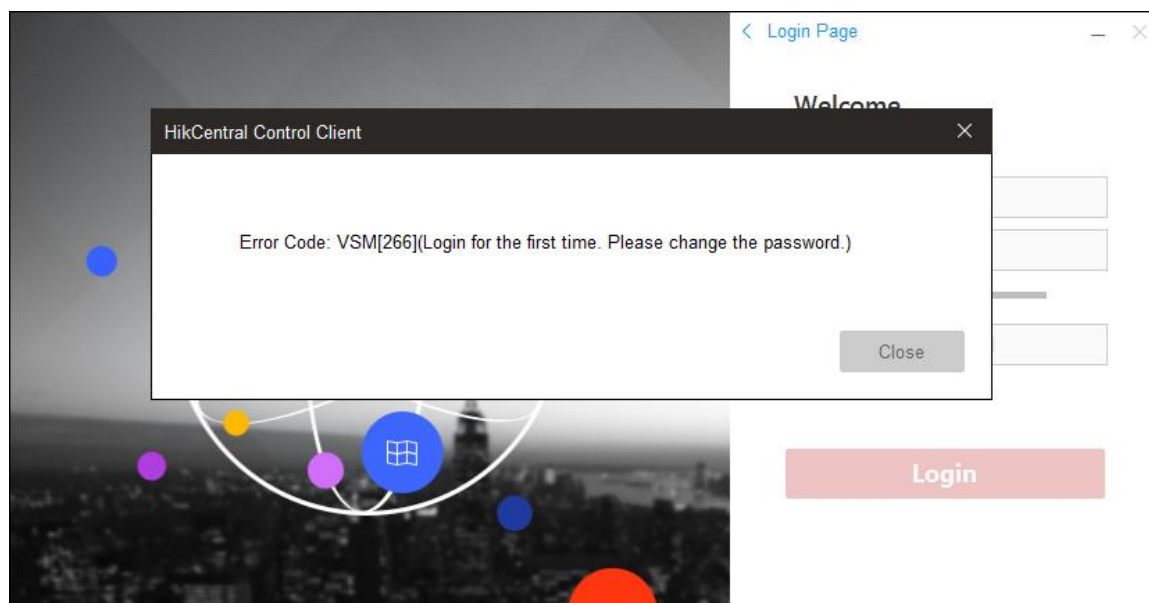 Login Page
Welcome
HikCentral Control Client
Error Code: VSM[266](Login for the first time. Please change the password.)
Close
Login